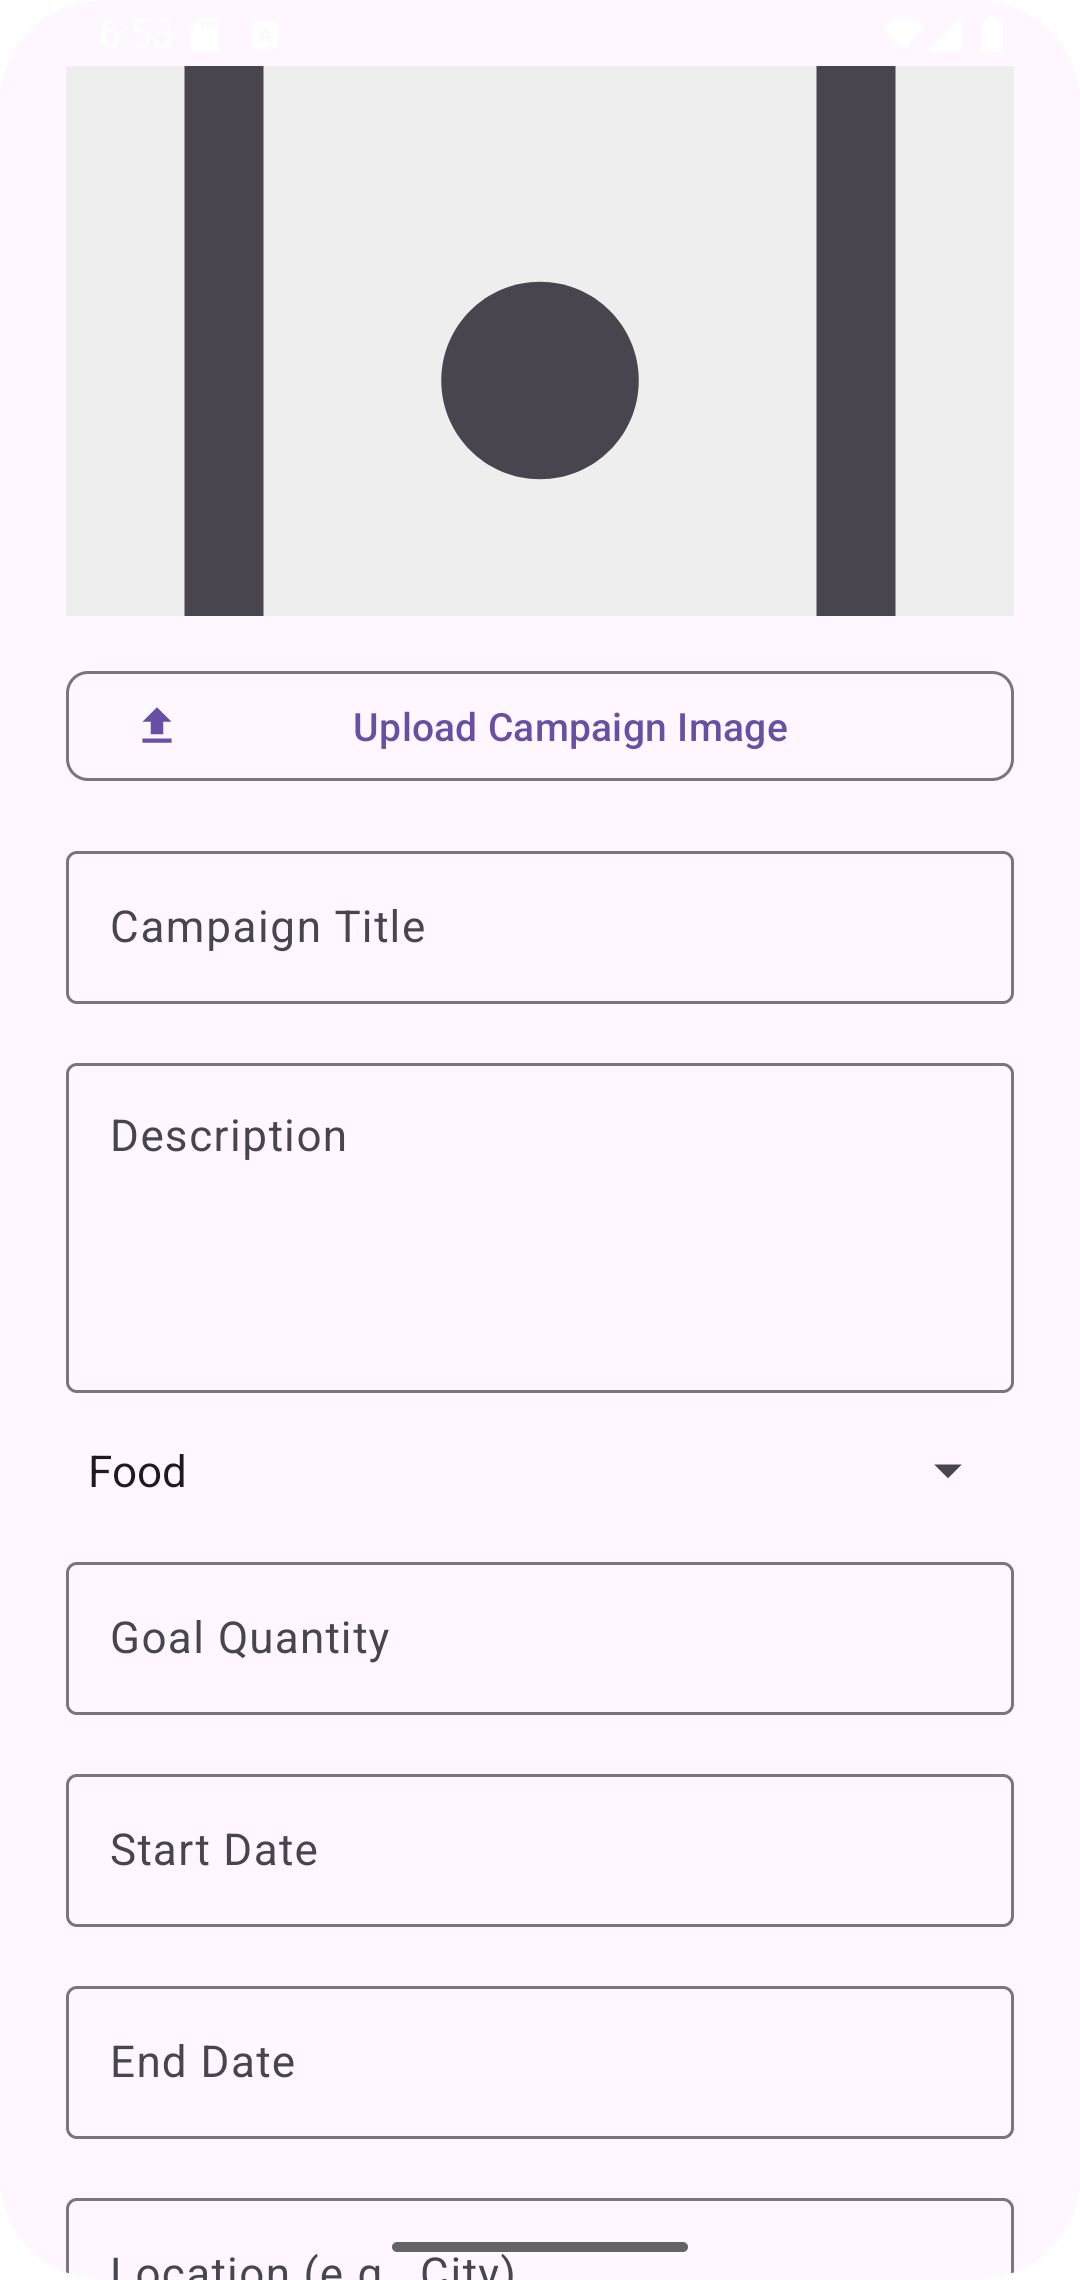 6:53
Upload Campaign Image
Campaign Title
Description
Food
Goal Quantity
Start Date
End Date
Location (e.g., City)